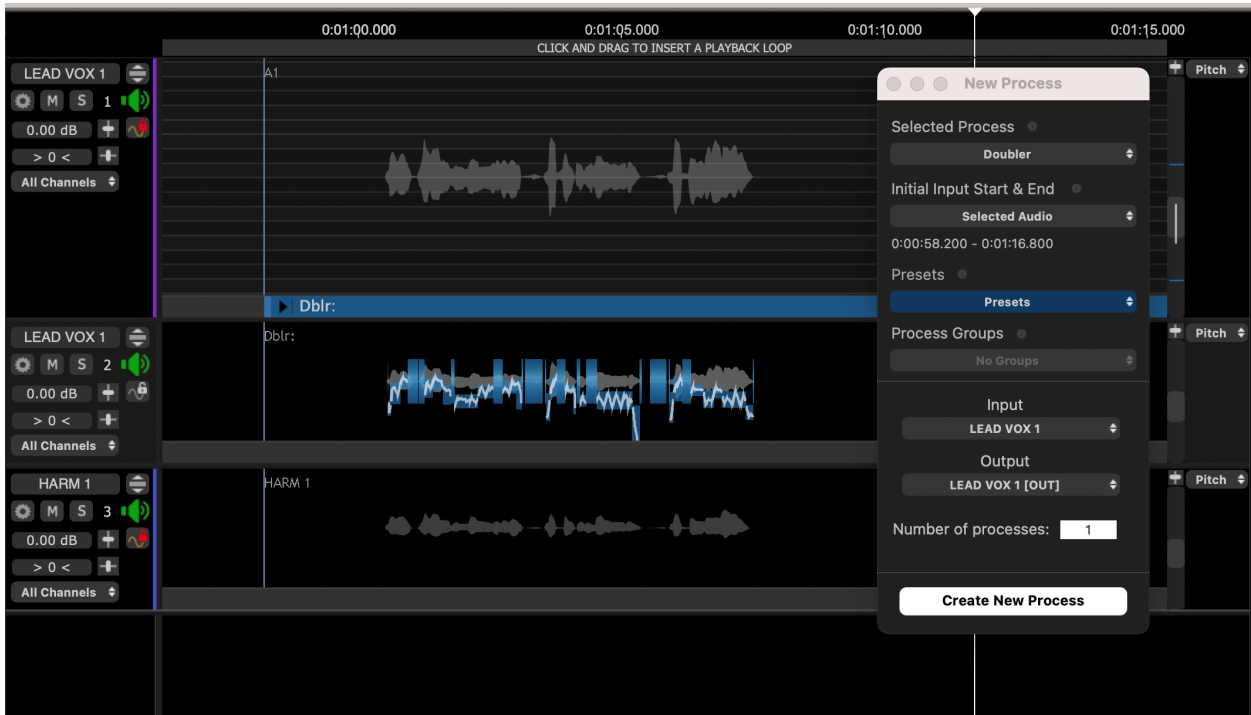 0:01:00.000 0:01:05.000 0:01:10.000 0:01:15.000
CLICK AND DRAG TO INSERT A PLAYBACK LOOP
LEAD VOX 1
M S 1
0.00 dB
> 0 <
All Channels
A1
Pitch
Dblr:
LEAD VOX 1
M S 2
0.00 dB
> 0 <
All Channels
Dblr:
Pitch
HARM 1
M S 3
0.00 dB
> 0 <
All Channels
HARM 1
Pitch
New Process
Selected Process
Doubler
Initial Input Start & End
Selected Audio
0:00:58.200 - 0:01:16.800
Presets
Presets
Process Groups
No Groups
Input
LEAD VOX 1
Output
LEAD VOX 1 [OUT]
Number of processes: 1
Create New Process